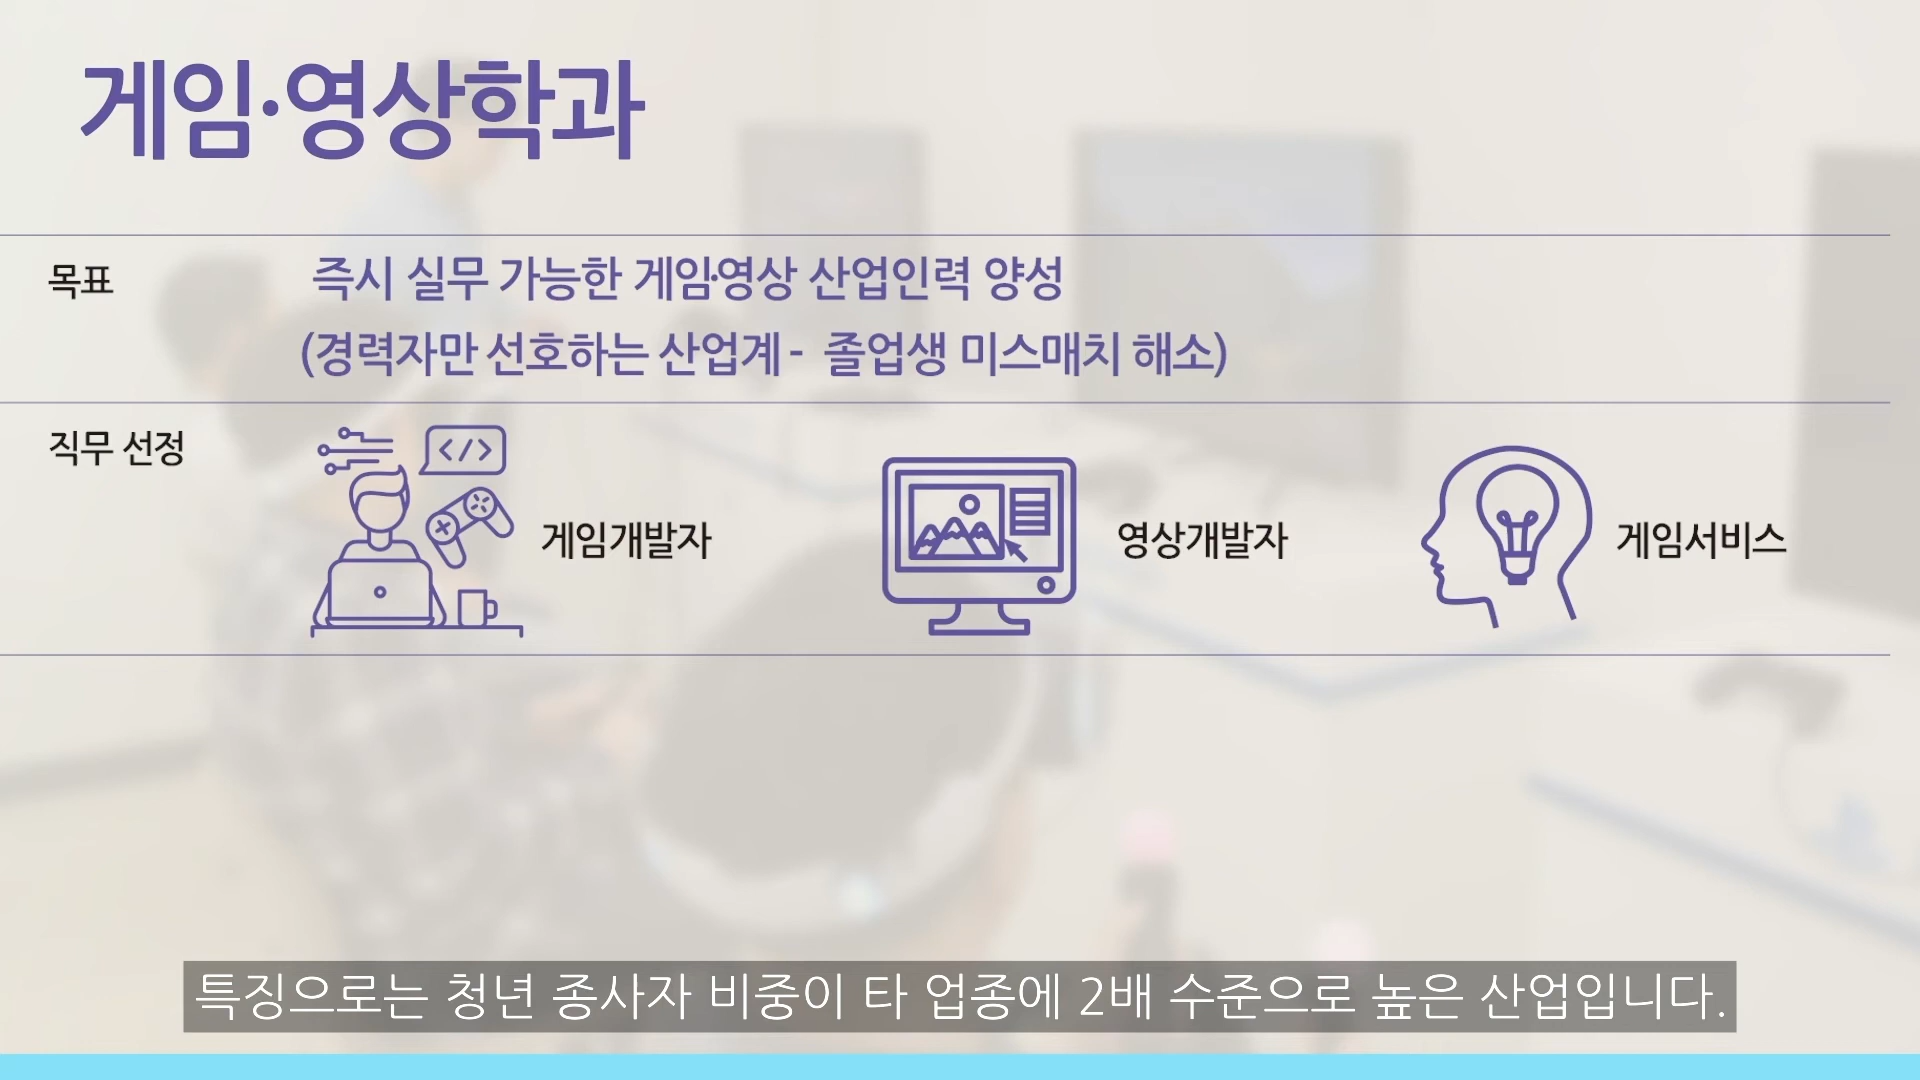 게임·영상학과
목표
즉시 실무 가능한 게임·영상 산업인력 양성
(경력자만 선호하는 산업계 - 졸업생 미스매치 해소)
직무 선정
</>
게임개발자
영상개발자
게임서비스
특징으로는 청년 종사자 비중이 타 업종에 2배 수준으로 높은 산업입니다.